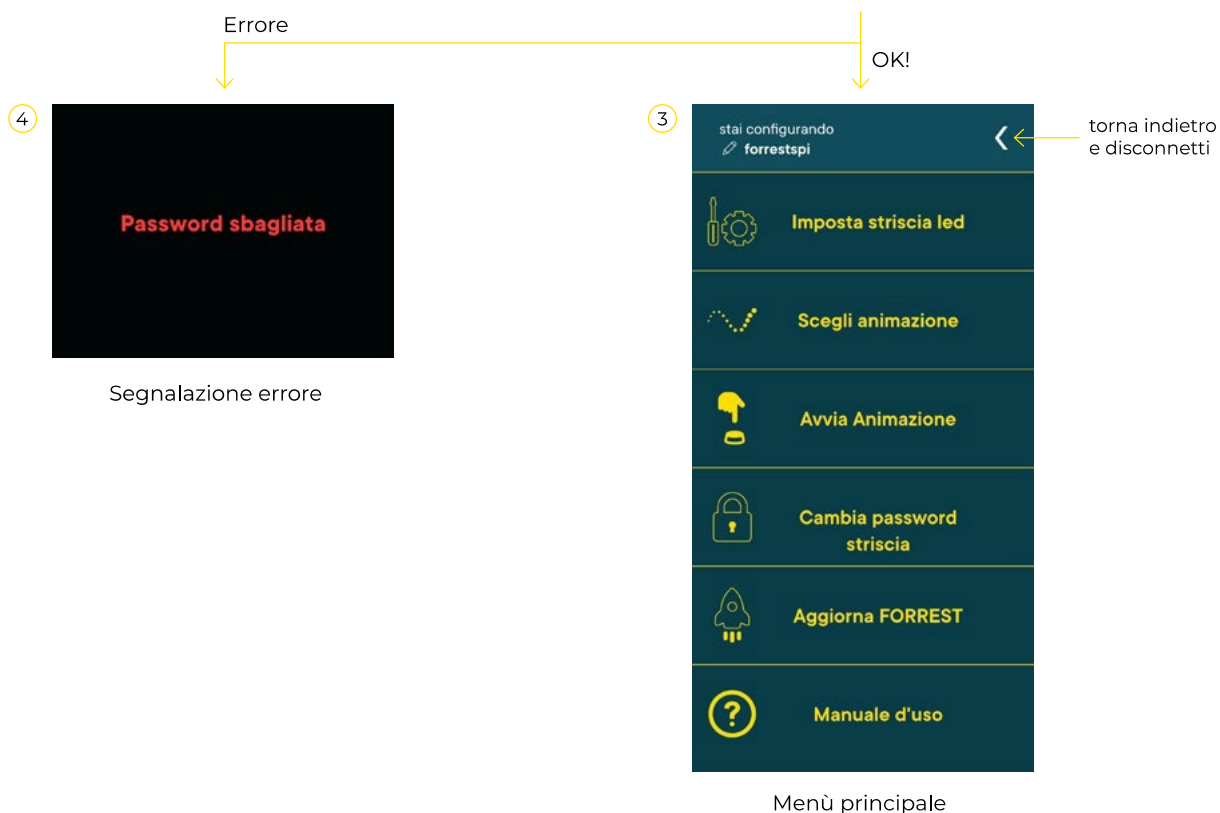 Errore
OK!
4
Password sbagliata
Segnalazione errore
3
stai configurando
forrestspi
torna indietro
e disconnetti
Imposta striscia led
Scegli animazione
Avvia Animazione
Cambia password
striscia
Aggiorna FORREST
?
Manuale d'uso
Menù principale